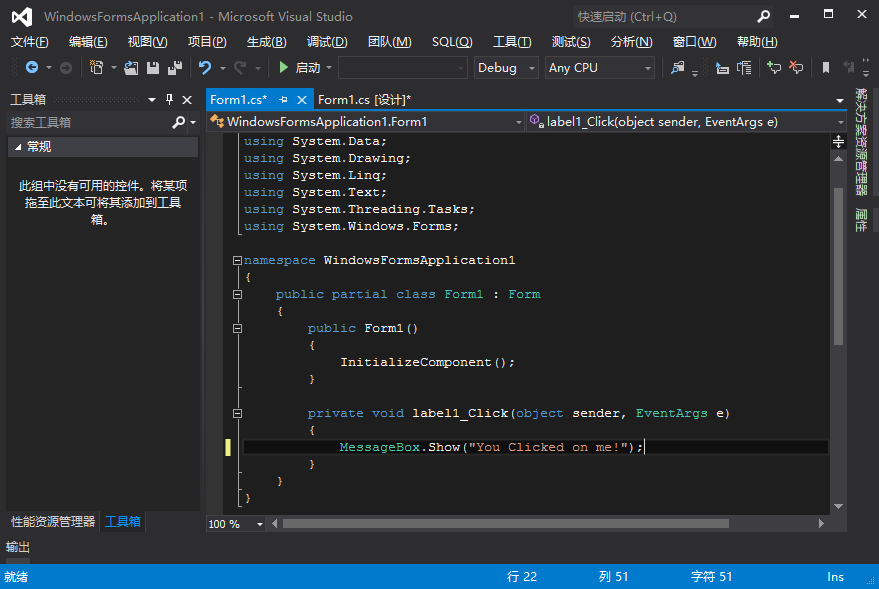 WindowsFormsApplication1 - Microsoft Visual Studio
快速启动 (Ctrl+Q)
文件(F) 编辑(E) 视图(V) 项目(P) 生成(B) 调试(D) 团队(M) SQL(Q) 工具(T) 测试(S) 分析(N) 窗口(W) 帮助(H)
启动 Debug Any CPU
工具箱
搜索工具箱
常规
此组中没有可用的控件。将某项
拖至此文本可将其添加到工具
箱。
性能资源管理器 工具箱
Form1.cs* Form1.cs [设计]*
WindowsFormsApplication1.Form1 label1_Click(object sender, EventArgs e)
using System.Data;
using System.Drawing;
using System.Linq;
using System.Text;
using System.Threading.Tasks;
using System.Windows.Forms;
namespace WindowsFormsApplication1
{
public partial class Form1 : Form
{
public Form1()
{
InitializeComponent();
}
private void label1_Click(object sender, EventArgs e)
{
MessageBox.Show("You Clicked on me!");
}
}
}
100 %
解决方案资源管理器
属性
输出
就绪 行 22 列 51 字符 51 Ins